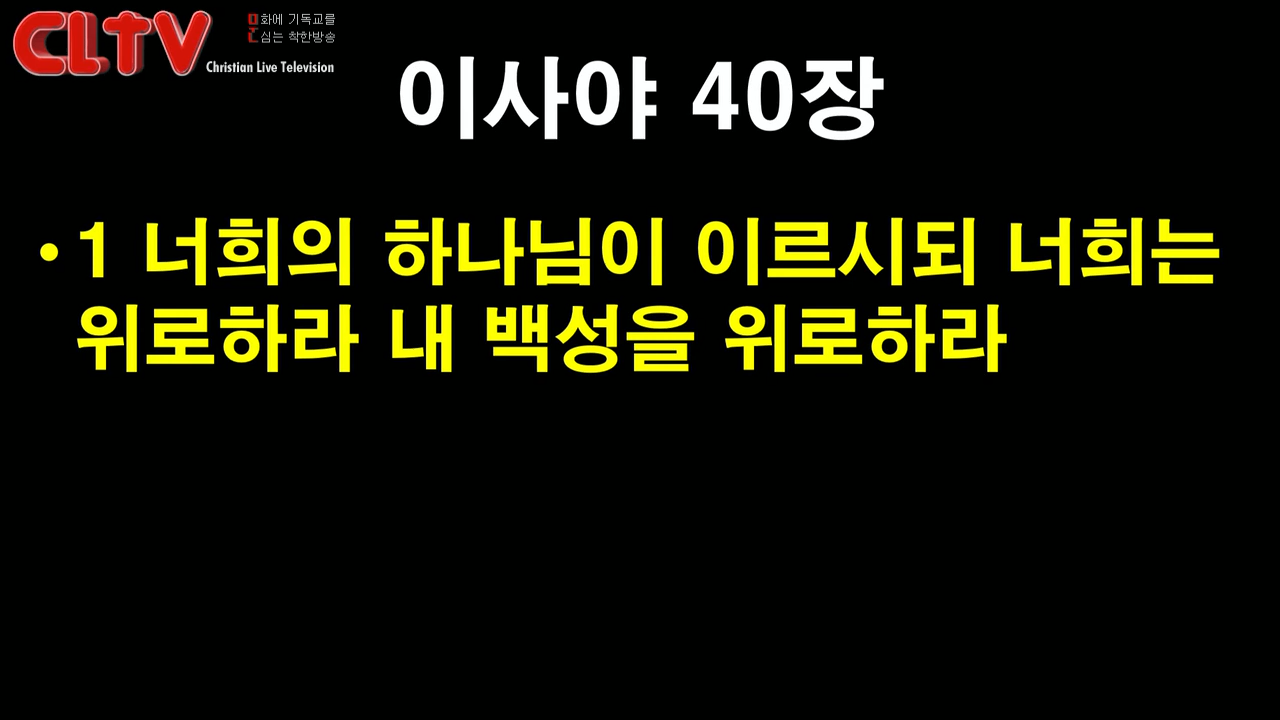 CLTV
문화에 기독교를
심는 착한방송
Christian Live Television
이사야 40장
• 1 너희의 하나님이 이르시되 너희는
위로하라 내 백성을 위로하라